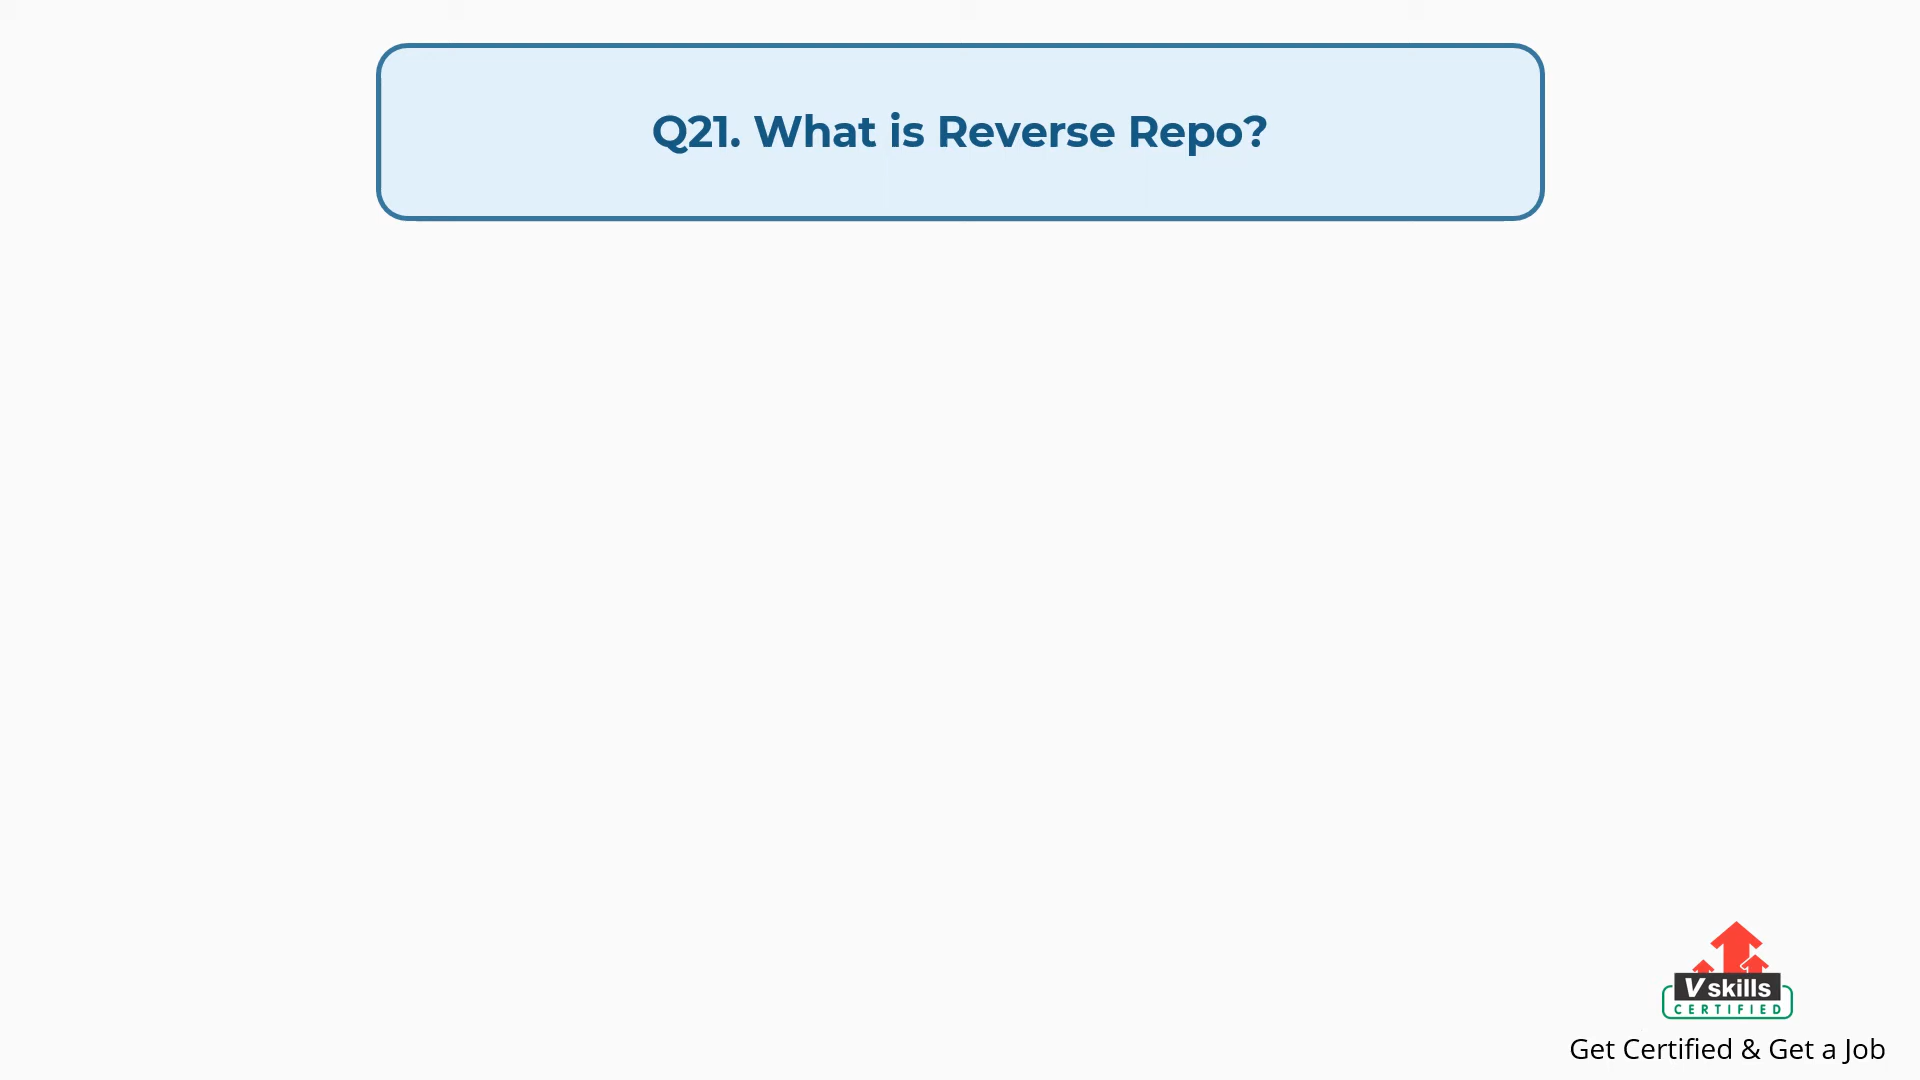 Q21. What is Reverse Repo?
Vskills
CERTIFIED
Get Certified & Get a Job